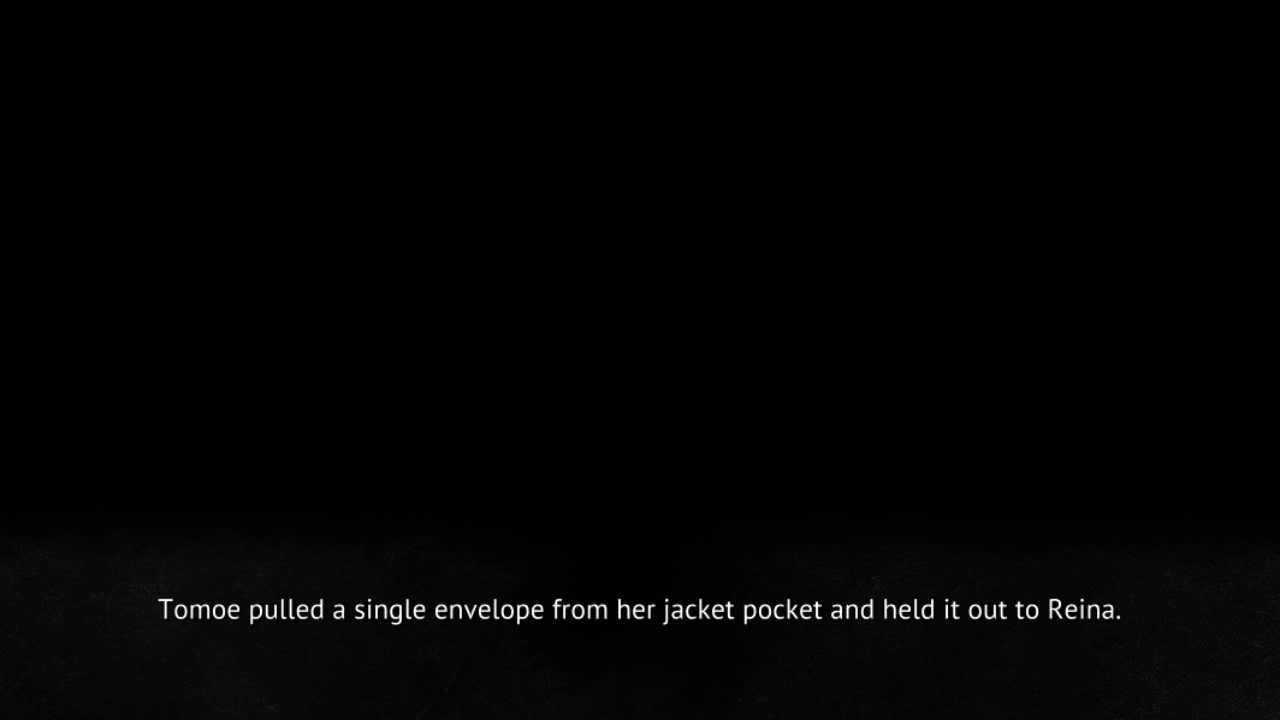 Tomoe pulled a single envelope from her jacket pocket and held it out to Reina.